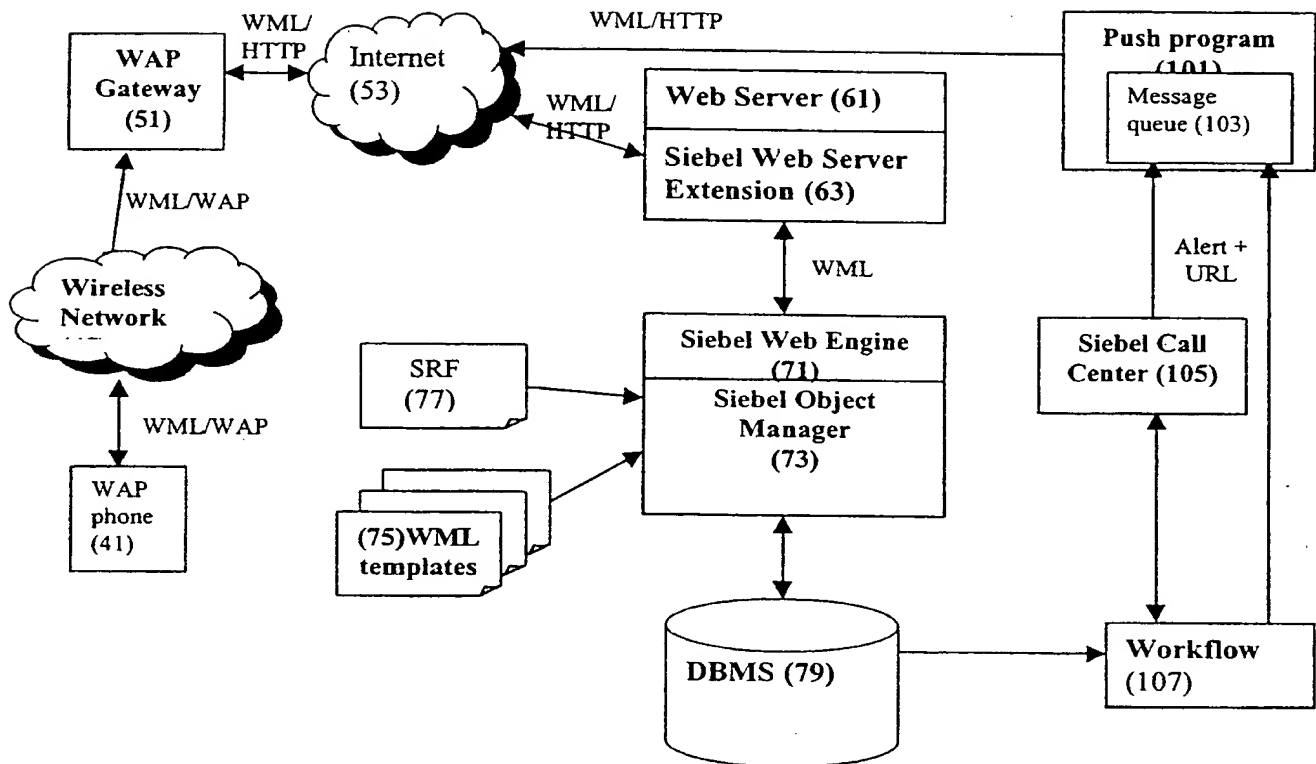 WML/
HTTP
WAP
Gateway
(51)
Internet
(53)
WML/HTTP
Push program
(101)
Message
queue (103)
Web Server (61)
WML/
HTTP
Siebel Web Server
Extension (63)
WML/WAP
WML
Alert +
URL
Wireless
Network
Siebel Web Engine
(71)
Siebel Call
Center (105)
SRF
(77)
Siebel Object
Manager
(73)
WML/WAP
WAP
phone
(41)
(75)WML
templates
DBMS (79)
Workflow
(107)